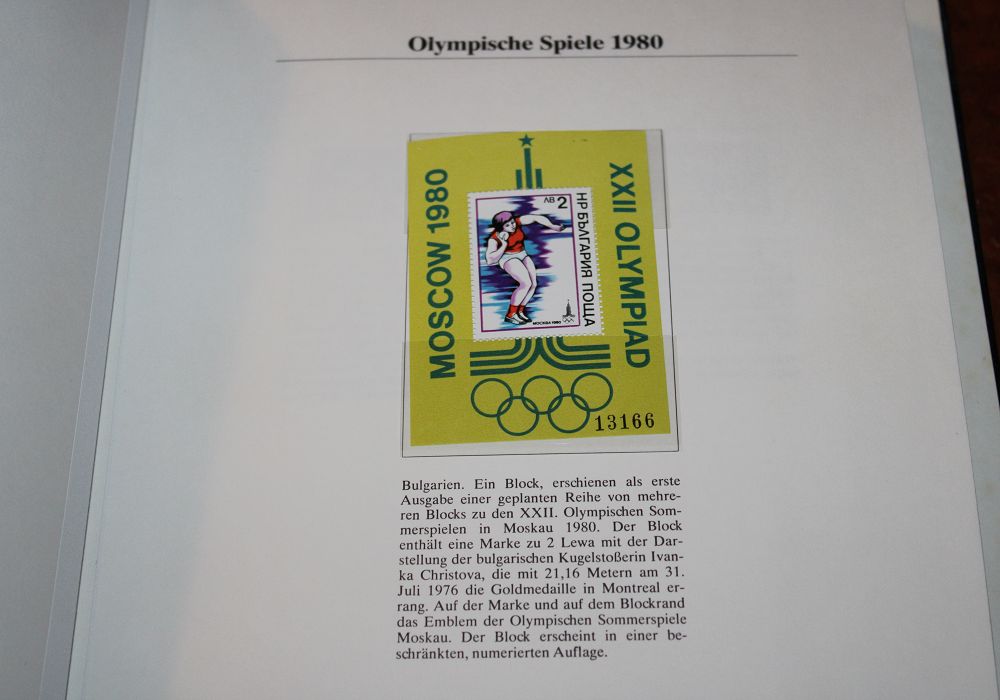 Olympische Spiele 1980
MOSCOW 1980
XXII OLYMPIAD
ЛВ 2
НР БЪЛГАРИЯ ПОЩА
МОСКВА 1980
13166
Bulgarien. Ein Block, erschienen als erste
Ausgabe einer geplanten Reihe von mehre-
ren Blocks zu den XXII. Olympischen Som-
merspielen in Moskau 1980. Der Block
enthält eine Marke zu 2 Lewa mit der Dar-
stellung der bulgarischen Kugelstoßerin Ivan-
ka Christova, die mit 21,16 Metern am 31.
Juli 1976 die Goldmedaille in Montreal er-
rang. Auf der Marke und auf dem Blockrand
das Emblem der Olympischen Sommerspiele
Moskau. Der Block erscheint in einer be-
schränkten, numerierten Auflage.